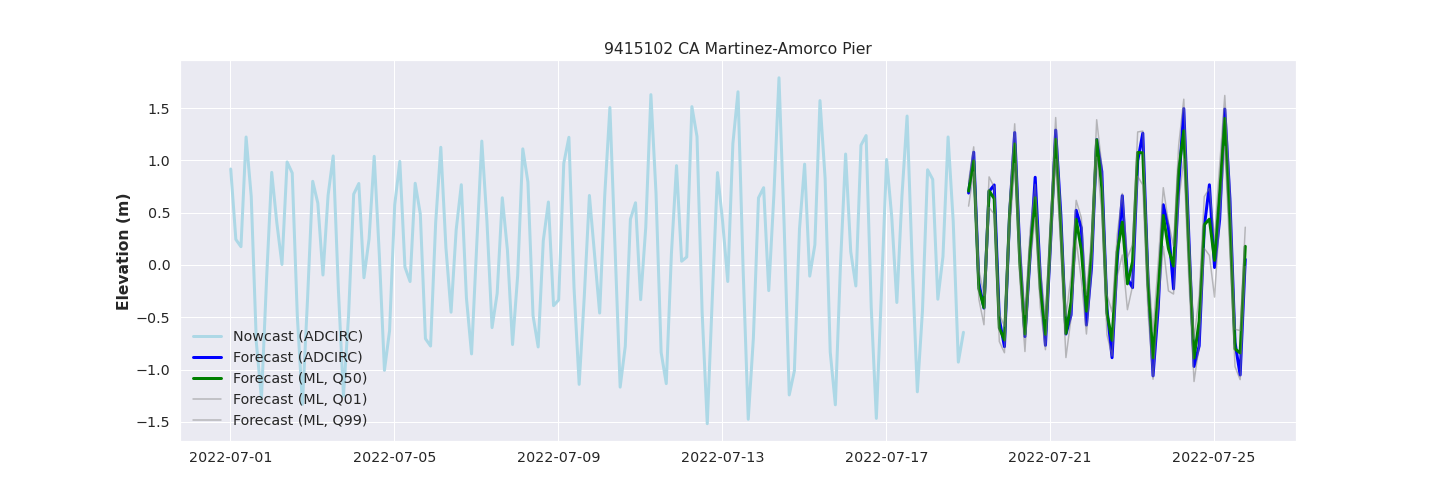 9415102 CA Martinez-Amorco Pier
Elevation (m)
1.5
1.0
0.5
0.0
−0.5
−1.0
−1.5
Nowcast (ADCIRC)
Forecast (ADCIRC)
Forecast (ML, Q50)
Forecast (ML, Q01)
Forecast (ML, Q99)
2022-07-01 2022-07-05 2022-07-09 2022-07-13 2022-07-17 2022-07-21 2022-07-25